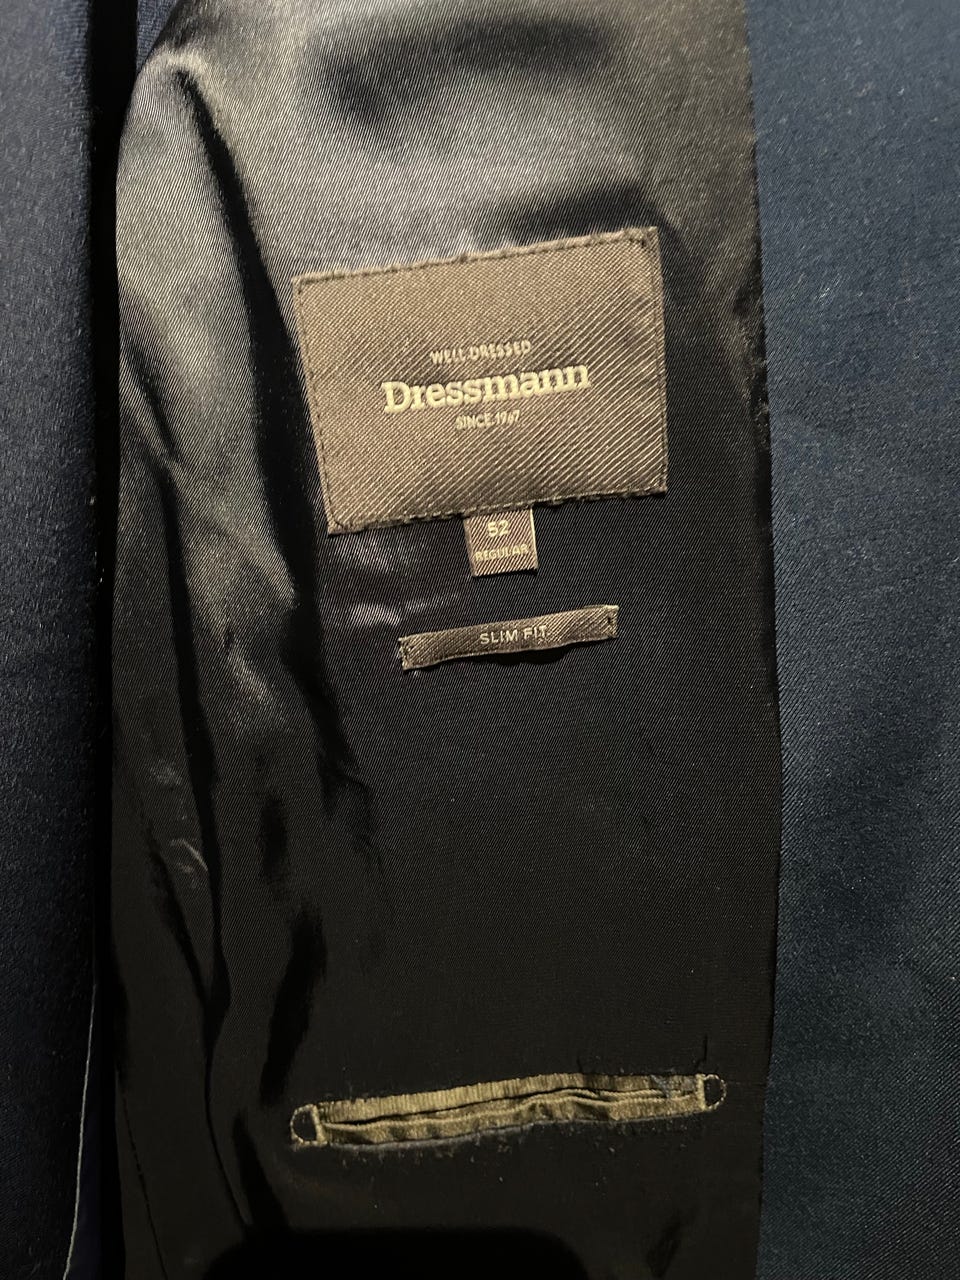 WELL DRESSED
Dressmann
SINCE 1967
52
REGULAR
SLIM FIT